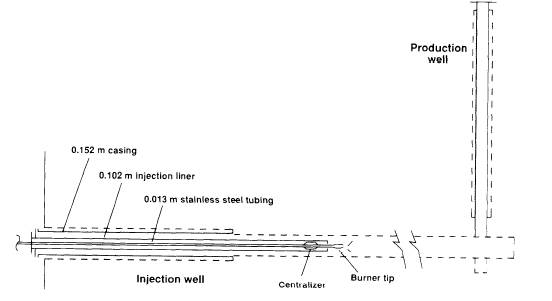 Production
well
0.152 m casing
0.102 m injection liner
0.013 m stainless steel tubing
Injection well
Centralizer
Burner tip